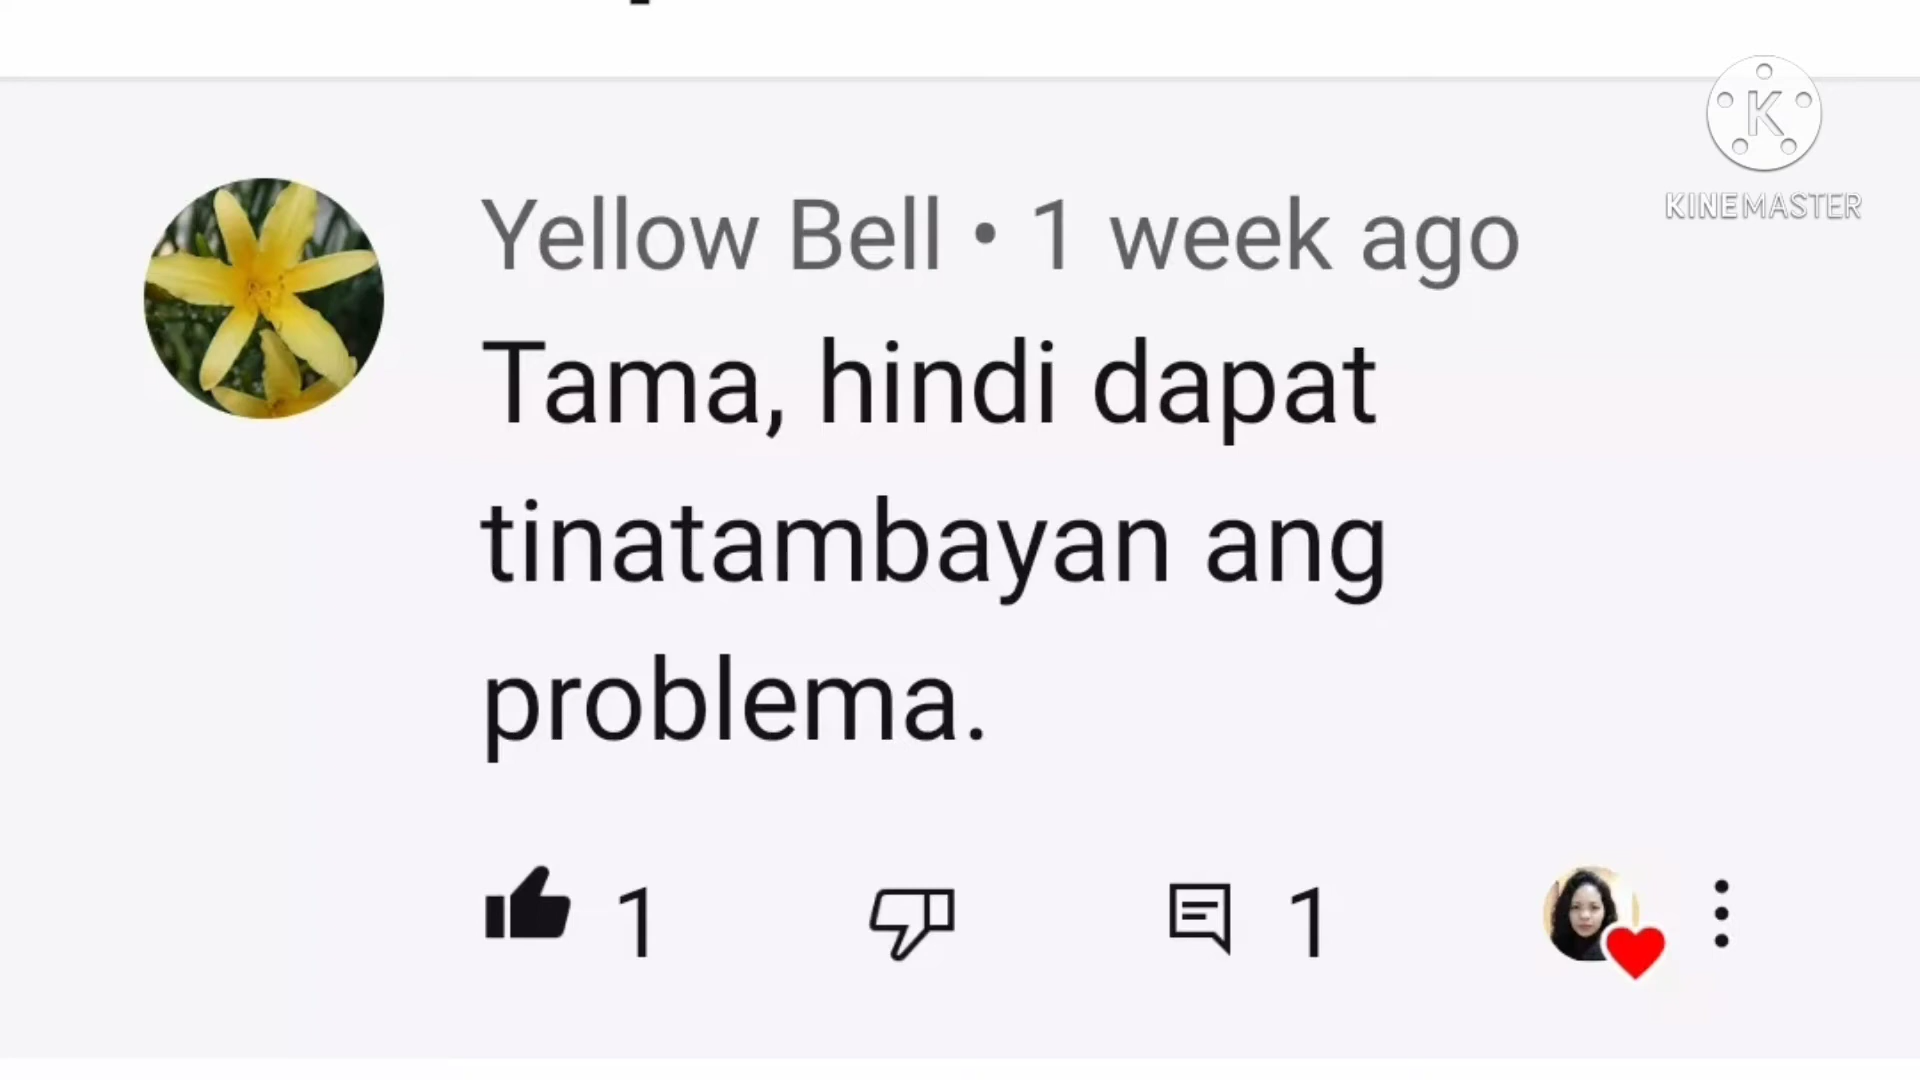 K
KINEMASTER
Yellow Bell • 1 week ago
Tama, hindi dapat
tinatambayan ang
problema.
1
1